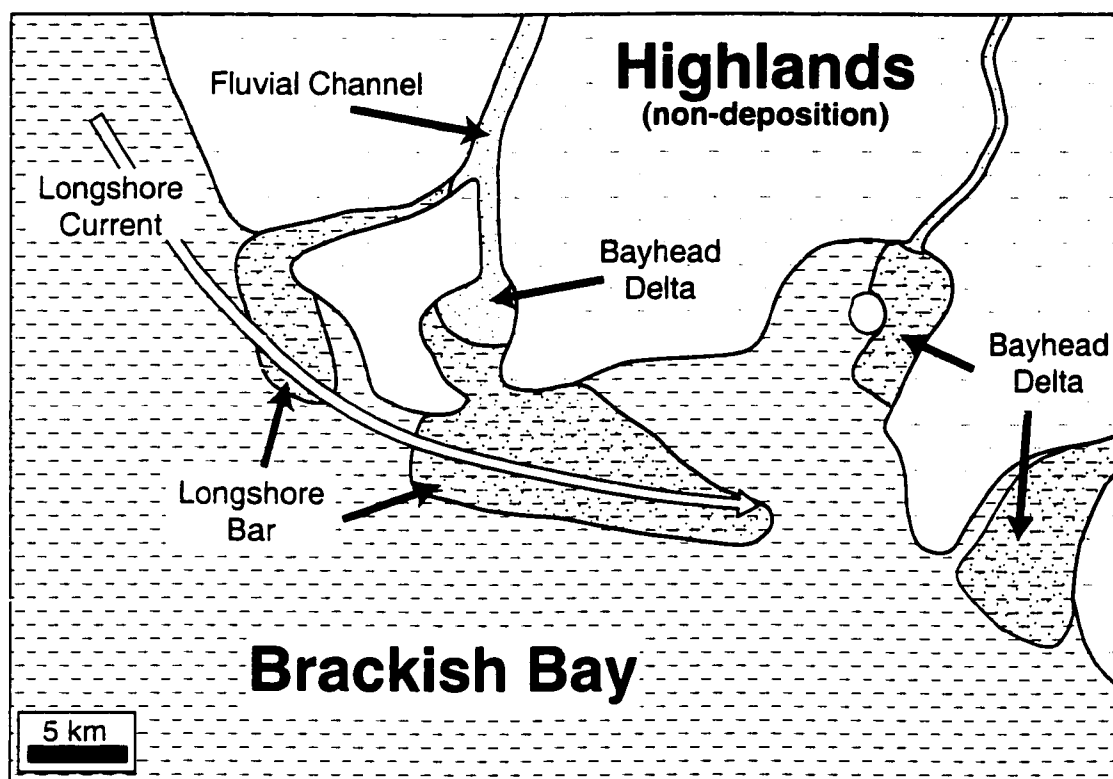 Highlands
(non-deposition)
Fluvial Channel
Longshore
Current
Bayhead
Delta
Bayhead
Delta
Longshore
Bar
Brackish Bay
5 km